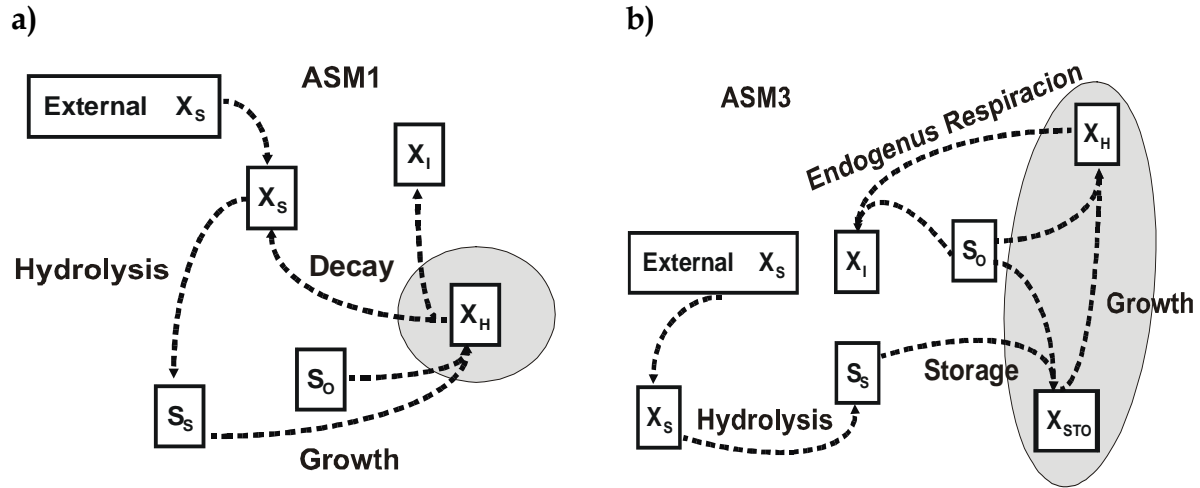 a)
ASM1
External X_S
X_I
X_S
Hydrolysis
Decay
X_H
S_O
S_S
Growth
b)
ASM3
Endogenus Respiracion
X_H
External X_S
X_I
S_O
Growth
S_S
Storage
X_S
Hydrolysis
X_STO